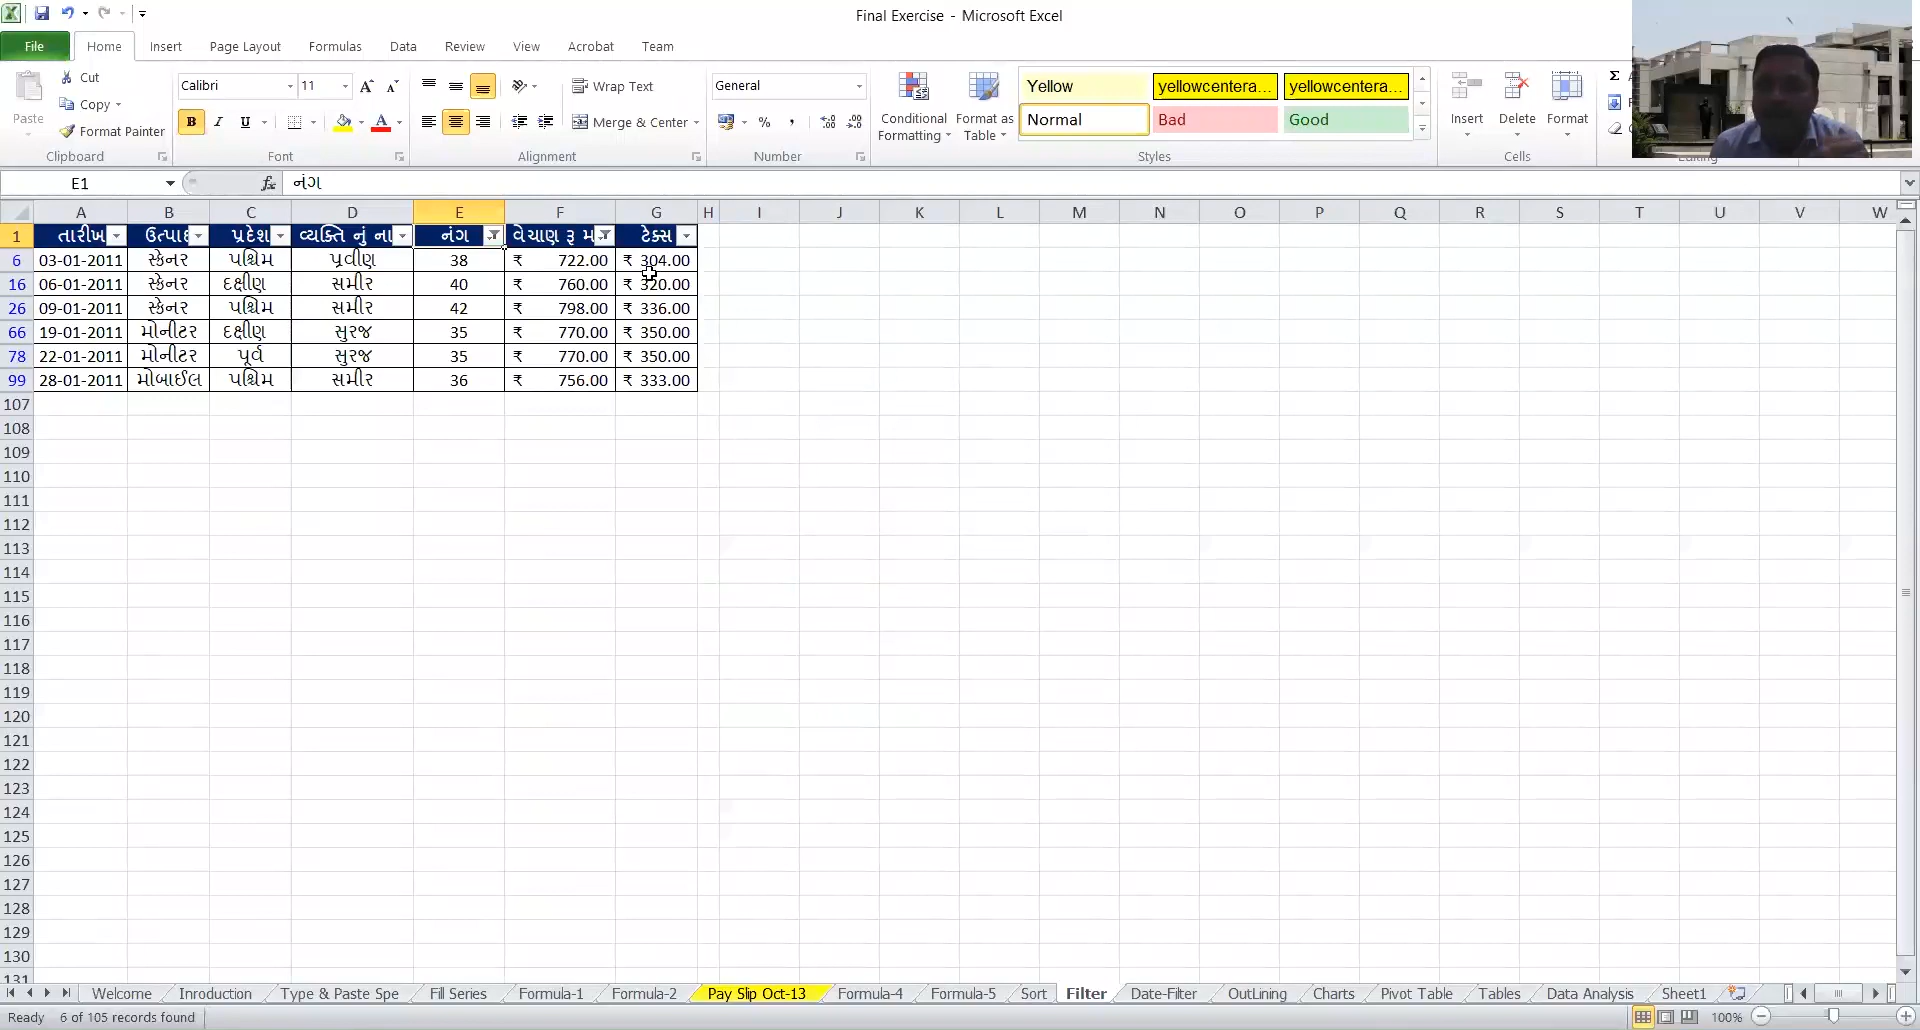 Final Exercise - Microsoft Excel
File Home Insert Page Layout Formulas Data Review View Acrobat Team
Paste
Cut
Copy
Format Painter
Clipboard
Calibri 11
B I U
Font
Wrap Text
Merge & Center
Alignment
General
Number
Conditional Formatting
Format as Table
Yellow yellowcentera... yellowcentera...
Normal Bad Good
Styles
Insert Delete Format
Cells
E1 fx નંગ
A B C D E F G H I J K L M N O P Q R S T U V W
1 તારીખ ઉત્પાદ પ્રદેશ વ્યક્તિ નું ના નંગ વેચાણ રૂ મ ટેક્સ
6 03-01-2011 સ્કેનર પશ્ચિમ પ્રવીણ 38 ₹ 722.00 ₹ 304.00
16 06-01-2011 સ્કેનર દક્ષીણ સમીર 40 ₹ 760.00 ₹ 320.00
26 09-01-2011 સ્કેનર પશ્ચિમ સમીર 42 ₹ 798.00 ₹ 336.00
66 19-01-2011 મોનીટર દક્ષીણ સુરજ 35 ₹ 770.00 ₹ 350.00
78 22-01-2011 મોનીટર પૂર્વ સુરજ 35 ₹ 770.00 ₹ 350.00
99 28-01-2011 મોબાઈલ પશ્ચિમ સમીર 36 ₹ 756.00 ₹ 333.00
107
108
109
110
111
112
113
114
115
116
117
118
119
120
121
122
123
124
125
126
127
128
129
130
131
Welcome Inroduction Type & Paste Spe Fill Series Formula-1 Formula-2 Pay Slip Oct-13 Formula-4 Formula-5 Sort Filter Date-Filter OutLining Charts Pivot Table Tables Data Analysis Sheet1
Ready 6 of 105 records found 100%